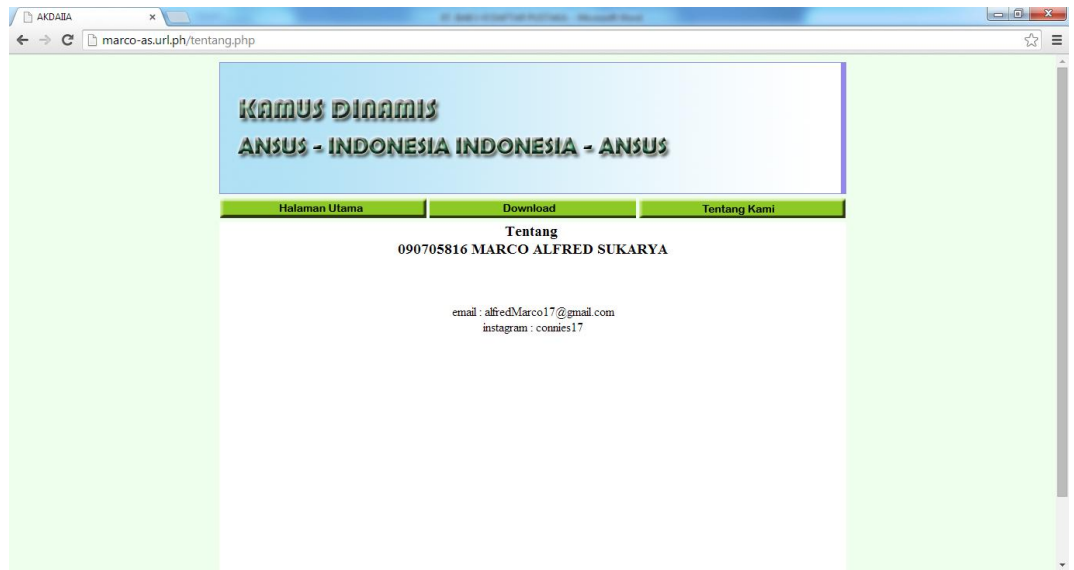 AKDAIIA
marco-as.url.ph/tentang.php
KAMUS DINAMIS
ANSUS - INDONESIA INDONESIA - ANSUS
Halaman Utama Download Tentang Kami
Tentang
090705816 MARCO ALFRED SUKARYA
email : alfredMarco17@gmail.com
instagram : connies17